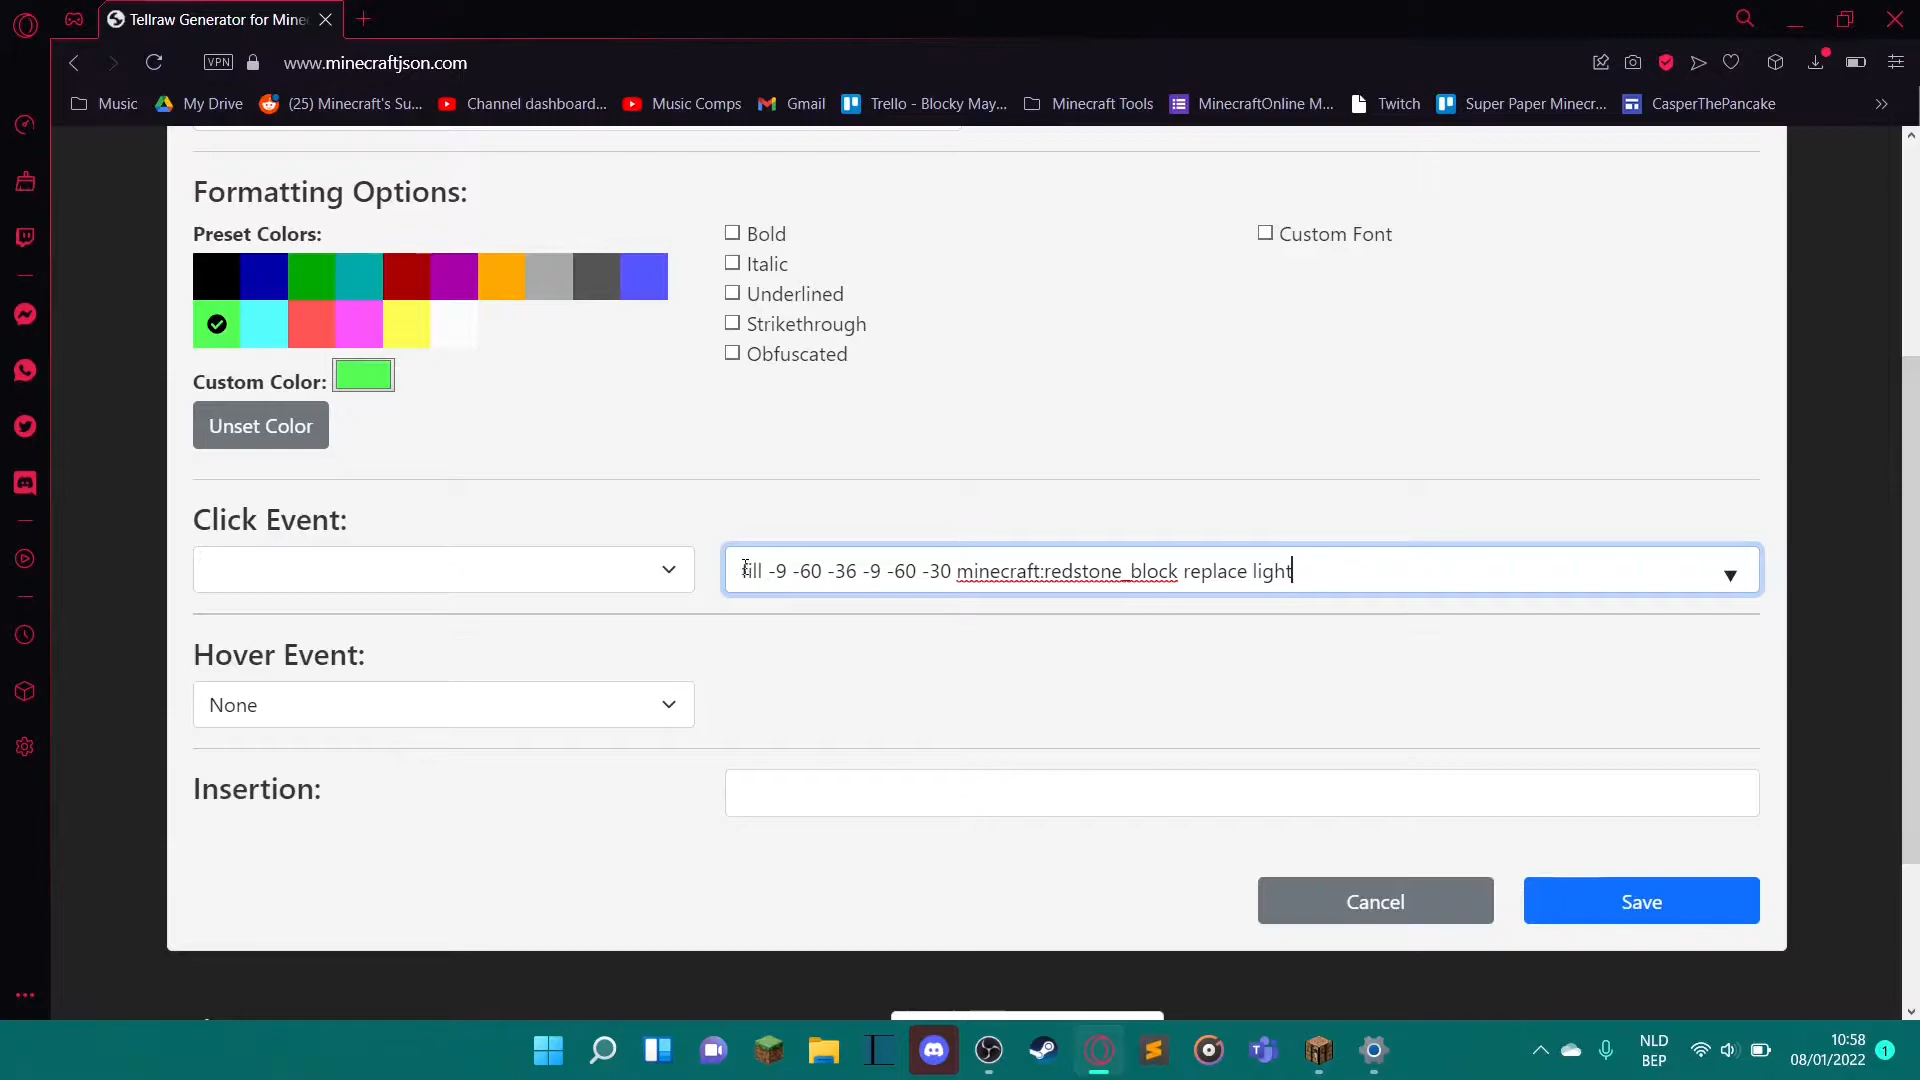 Tellraw Generator for Mine
VPN
www.minecraftjson.com
Music
My Drive
(25) Minecraft's Su...
Channel dashboard...
Music Comps
Gmail
Trello - Blocky May...
Minecraft Tools
MinecraftOnline M...
Twitch
Super Paper Minecr...
CasperThePancake
Formatting Options:
Preset Colors:
Bold
Italic
Underlined
Strikethrough
Obfuscated
Custom Font
Custom Color:
Unset Color
Click Event:
fill -9 -60 -36 -9 -60 -30 minecraft:redstone_block replace light
Hover Event:
None
Insertion:
Cancel
Save
NLD
BEP
10:58
08/01/2022
1